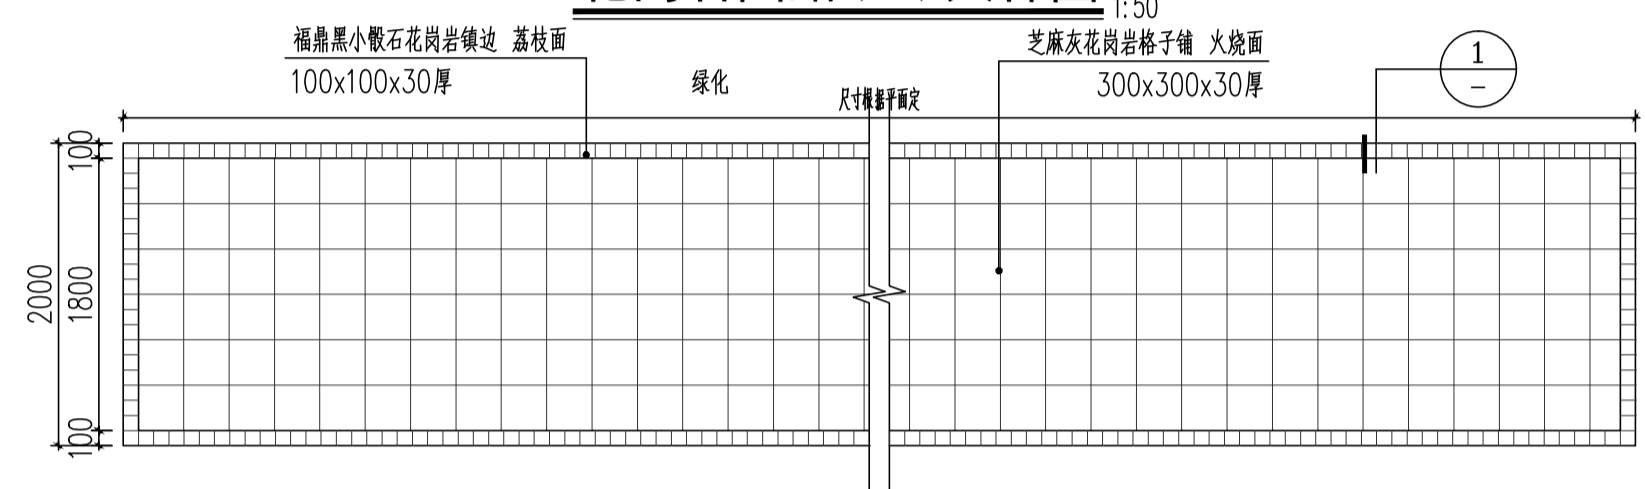 1:50
福鼎黑小骰石花岗岩镇边 荔枝面
100x100x30厚
绿化
尺寸根据平面定
芝麻灰花岗岩格子铺 火烧面
300x300x30厚
1
–
100
1800
2000
100